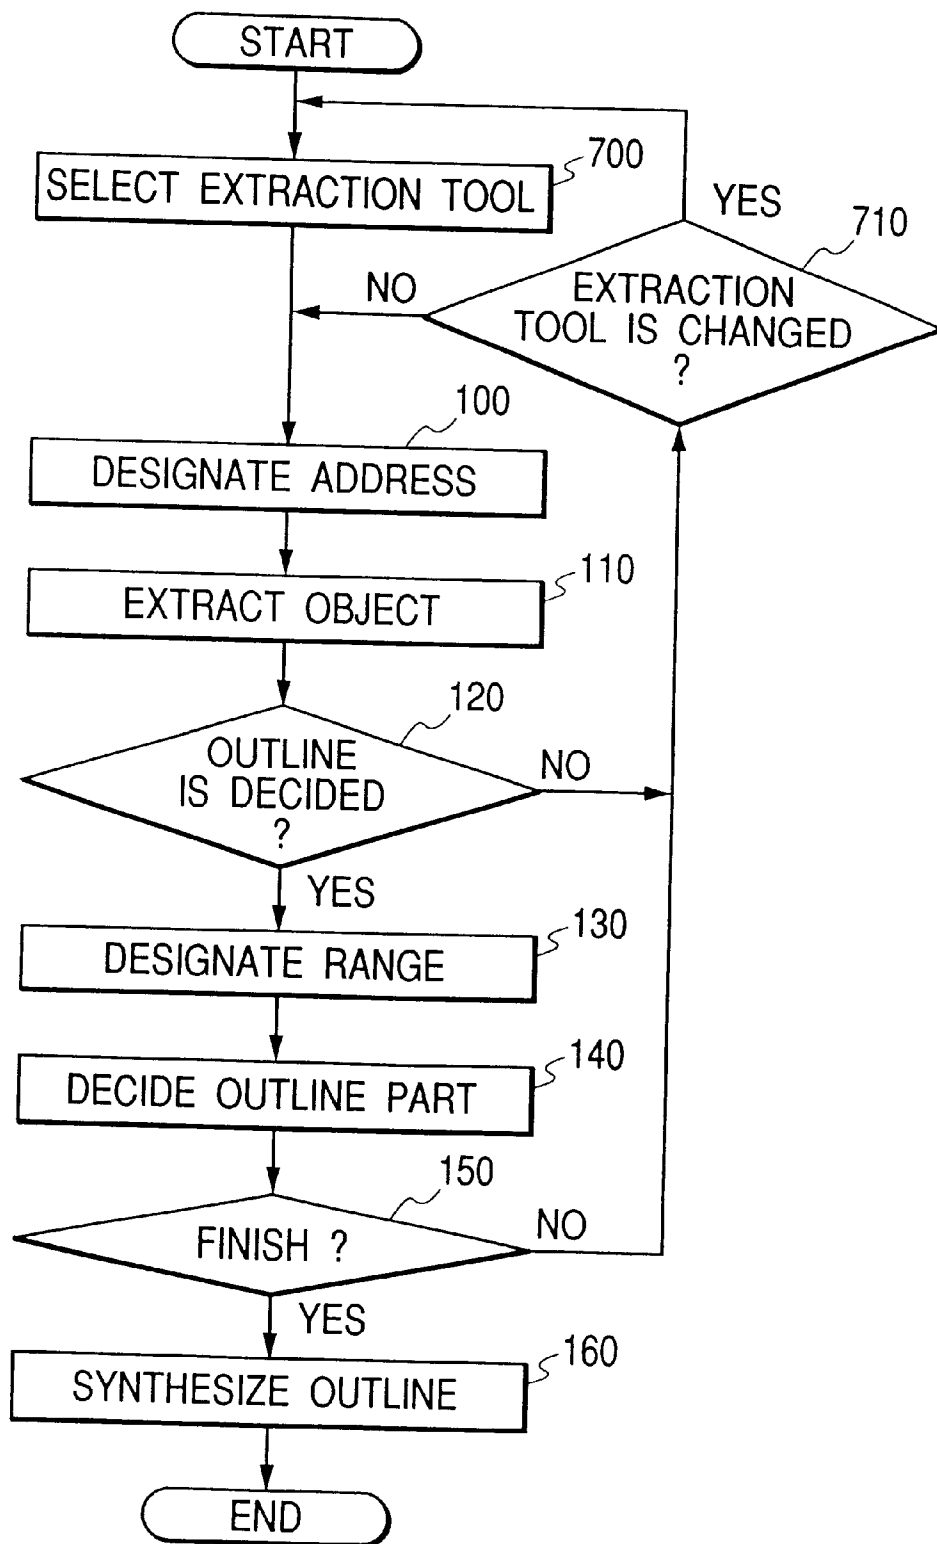 START
SELECT EXTRACTION TOOL
700
YES
710
NO
EXTRACTION
TOOL IS CHANGED
?
100
DESIGNATE ADDRESS
110
EXTRACT OBJECT
120
OUTLINE
IS DECIDED
?
NO
YES
130
DESIGNATE RANGE
140
DECIDE OUTLINE PART
150
FINISH ?
NO
YES
160
SYNTHESIZE OUTLINE
END